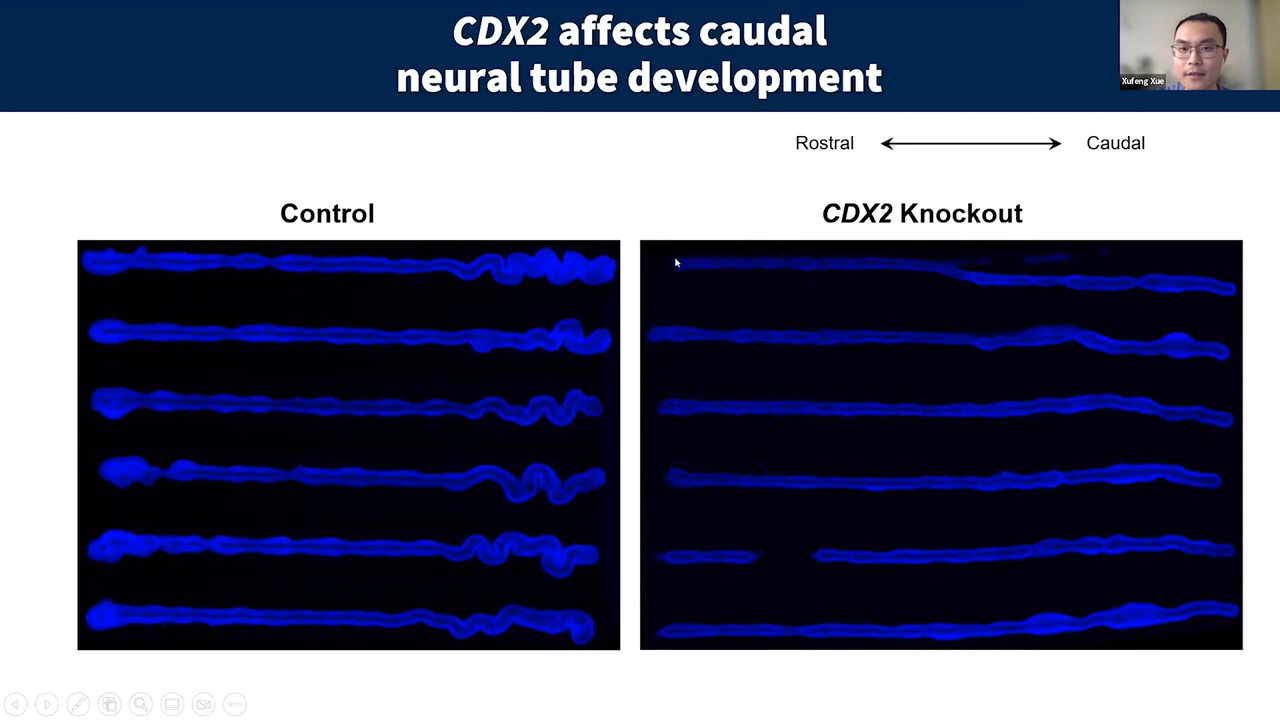 CDX2 affects caudal
neural tube development
Xufeng Xue
Rostral
Caudal
Control
CDX2 Knockout